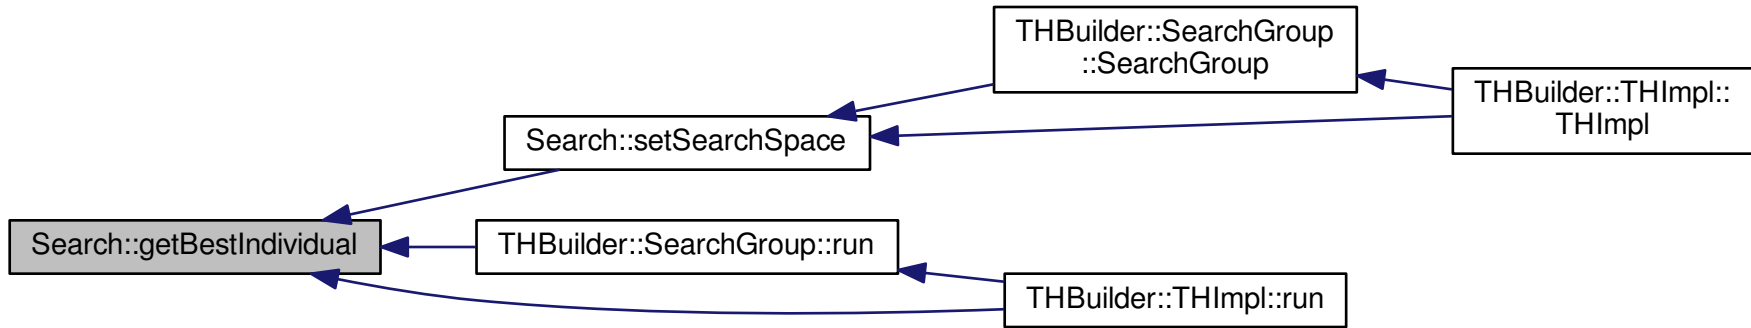 THBuilder::SearchGroup
::SearchGroup
THBuilder::THImpl::
THImpl
Search::setSearchSpace
Search::getBestIndividual
THBuilder::SearchGroup::run
THBuilder::THImpl::run